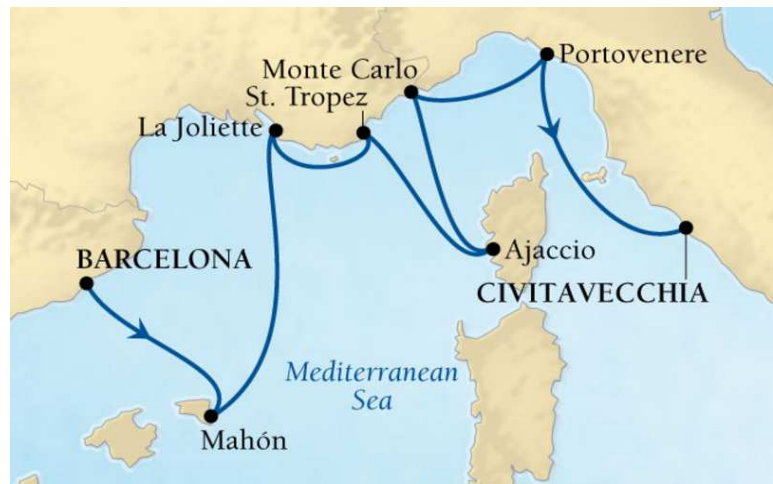 Portovenere
Monte Carlo
St. Tropez
La Joliette
BARCELONA
Ajaccio
CIVITAVECCHIA
Mediterranean
Sea
Mahón